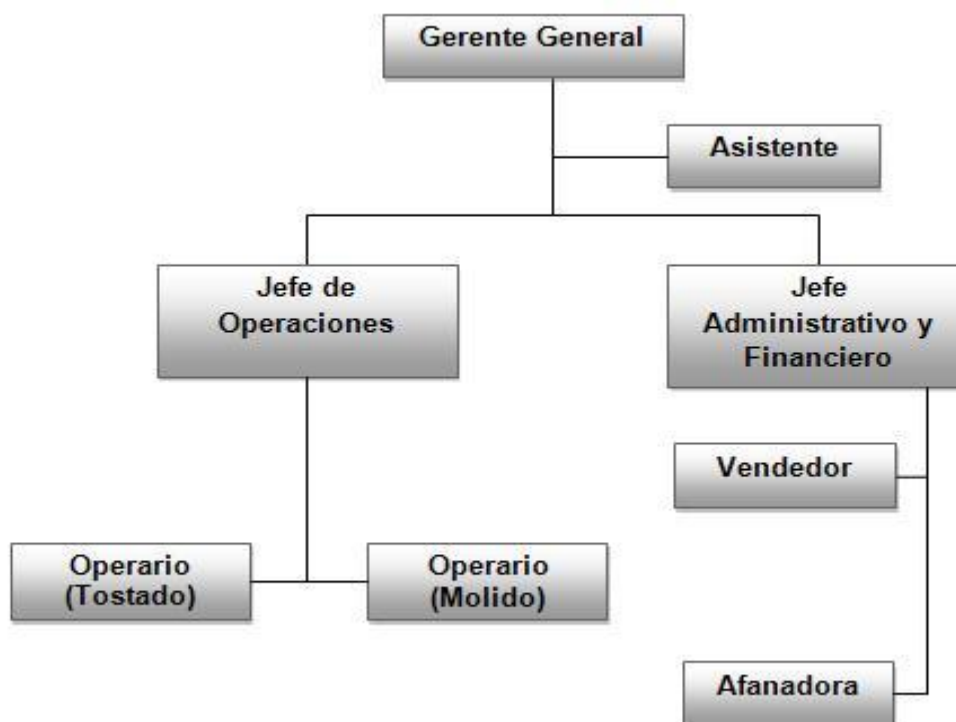 Gerente General
Asistente
Jefe de
Operaciones
Jefe
Administrativo y
Financiero
Vendedor
Operario
(Tostado)
Operario
(Molido)
Afanadora